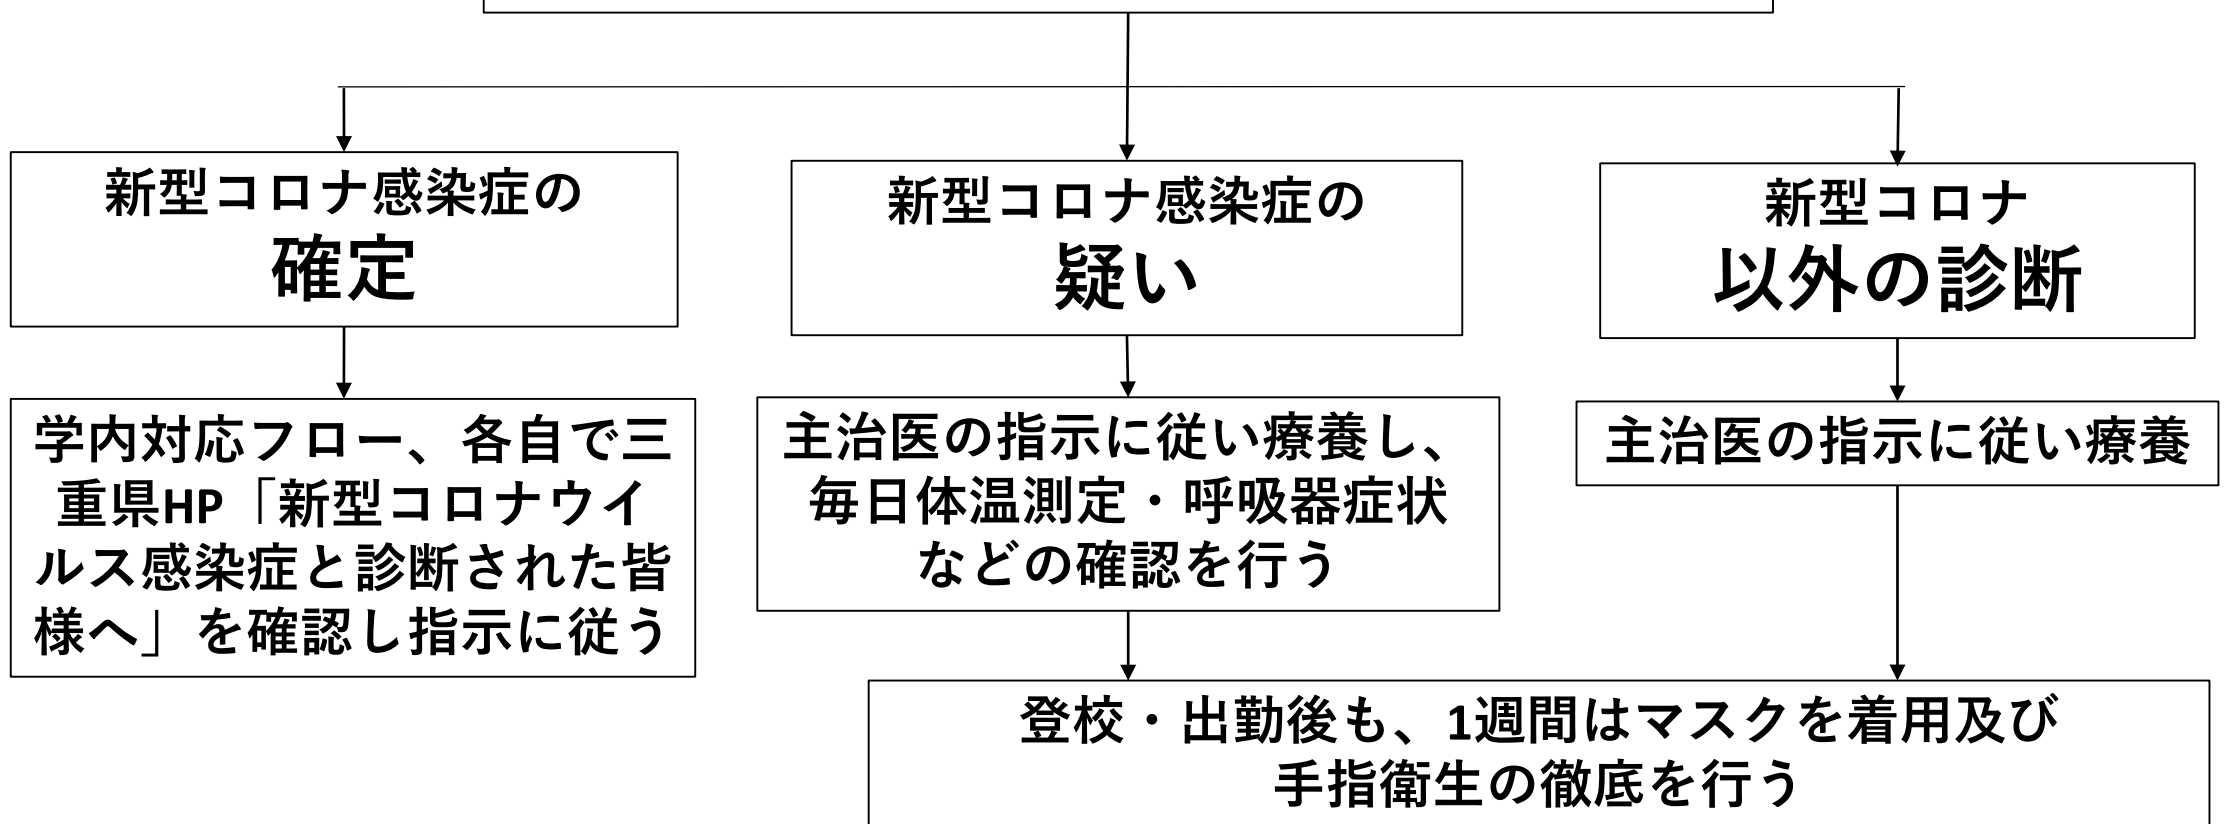 新型コロナ感染症の
確定
新型コロナ感染症の
疑い
新型コロナ
以外の診断
学内対応フロー、各自で三
重県HP「新型コロナウイ
ルス感染症と診断された皆
様へ」を確認し指示に従う
主治医の指示に従い療養し、
毎日体温測定・呼吸器症状
などの確認を行う
主治医の指示に従い療養
登校・出勤後も、1週間はマスクを着用及び
手指衛生の徹底を行う